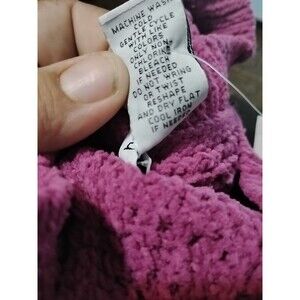 MACHINE WASH
COLD
GENTLE CYCLE
WITH LIKE
COLORS
ONLY NON
CHLORINE
BLEACH
IF NEEDED
DO NOT WRING
OR TWIST
RESHAPE
AND DRY FLAT
COOL IRON
IF NEEDED